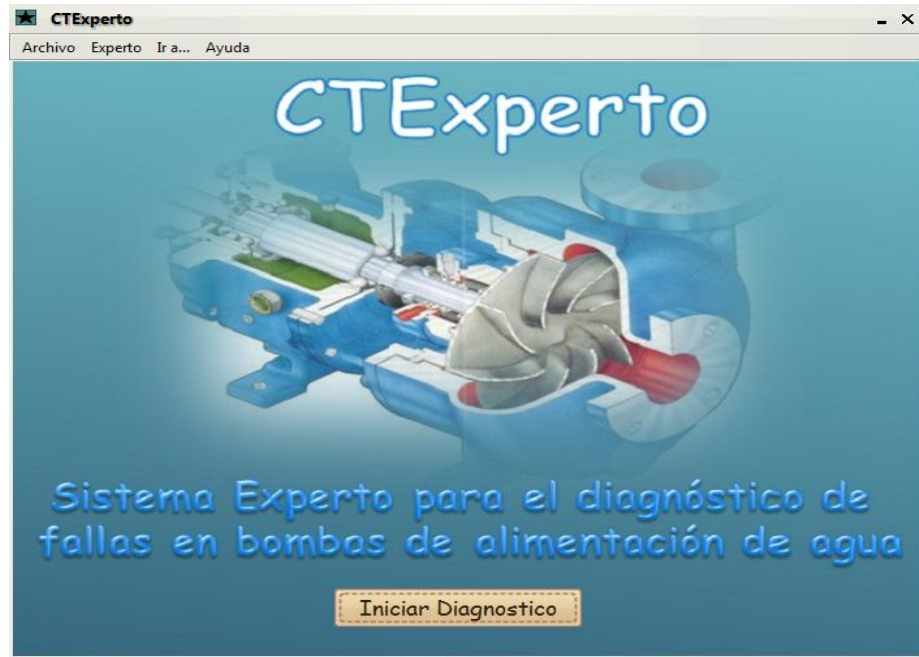 CTExperto
Archivo Experto Ir a... Ayuda
CTExperto
Sistema Experto para el diagnóstico de
fallas en bombas de alimentación de agua
Iniciar Diagnostico